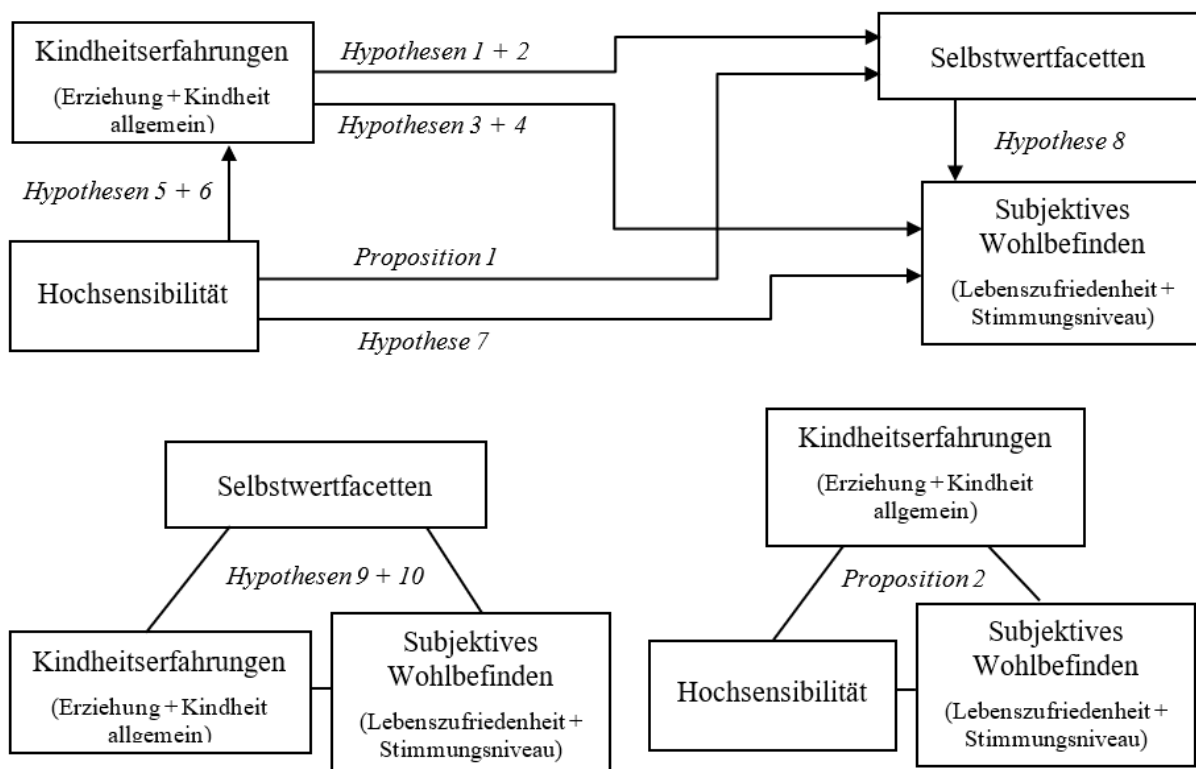 Kindheitserfahrungen
(Erziehung + Kindheit
allgemein)
Hypothesen 1 + 2
Selbstwertfacetten
Hypothesen 3 + 4
Hypothese 8
Hypothesen 5 + 6
Subjektives
Wohlbefinden
(Lebenszufriedenheit +
Stimmungsniveau)
Hochsensibilität
Proposition 1
Hypothese 7
Selbstwertfacetten
Hypothesen 9 + 10
Kindheitserfahrungen
(Erziehung + Kindheit
allgemein)
Subjektives
Wohlbefinden
(Lebenszufriedenheit +
Stimmungsniveau)
Kindheitserfahrungen
(Erziehung + Kindheit
allgemein)
Proposition 2
Hochsensibilität
Subjektives
Wohlbefinden
(Lebenszufriedenheit +
Stimmungsniveau)